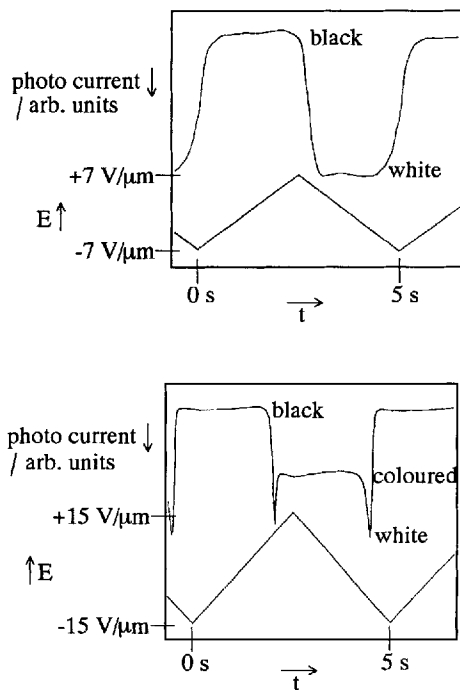 black
photo current ↓
/ arb. units
white
+7 V/μm
E ↑
-7 V/μm
0 s
5 s
→
t
black
photo current ↓
/ arb. units
coloured
+15 V/μm
white
↑E
-15 V/μm
0 s
5 s
→
t